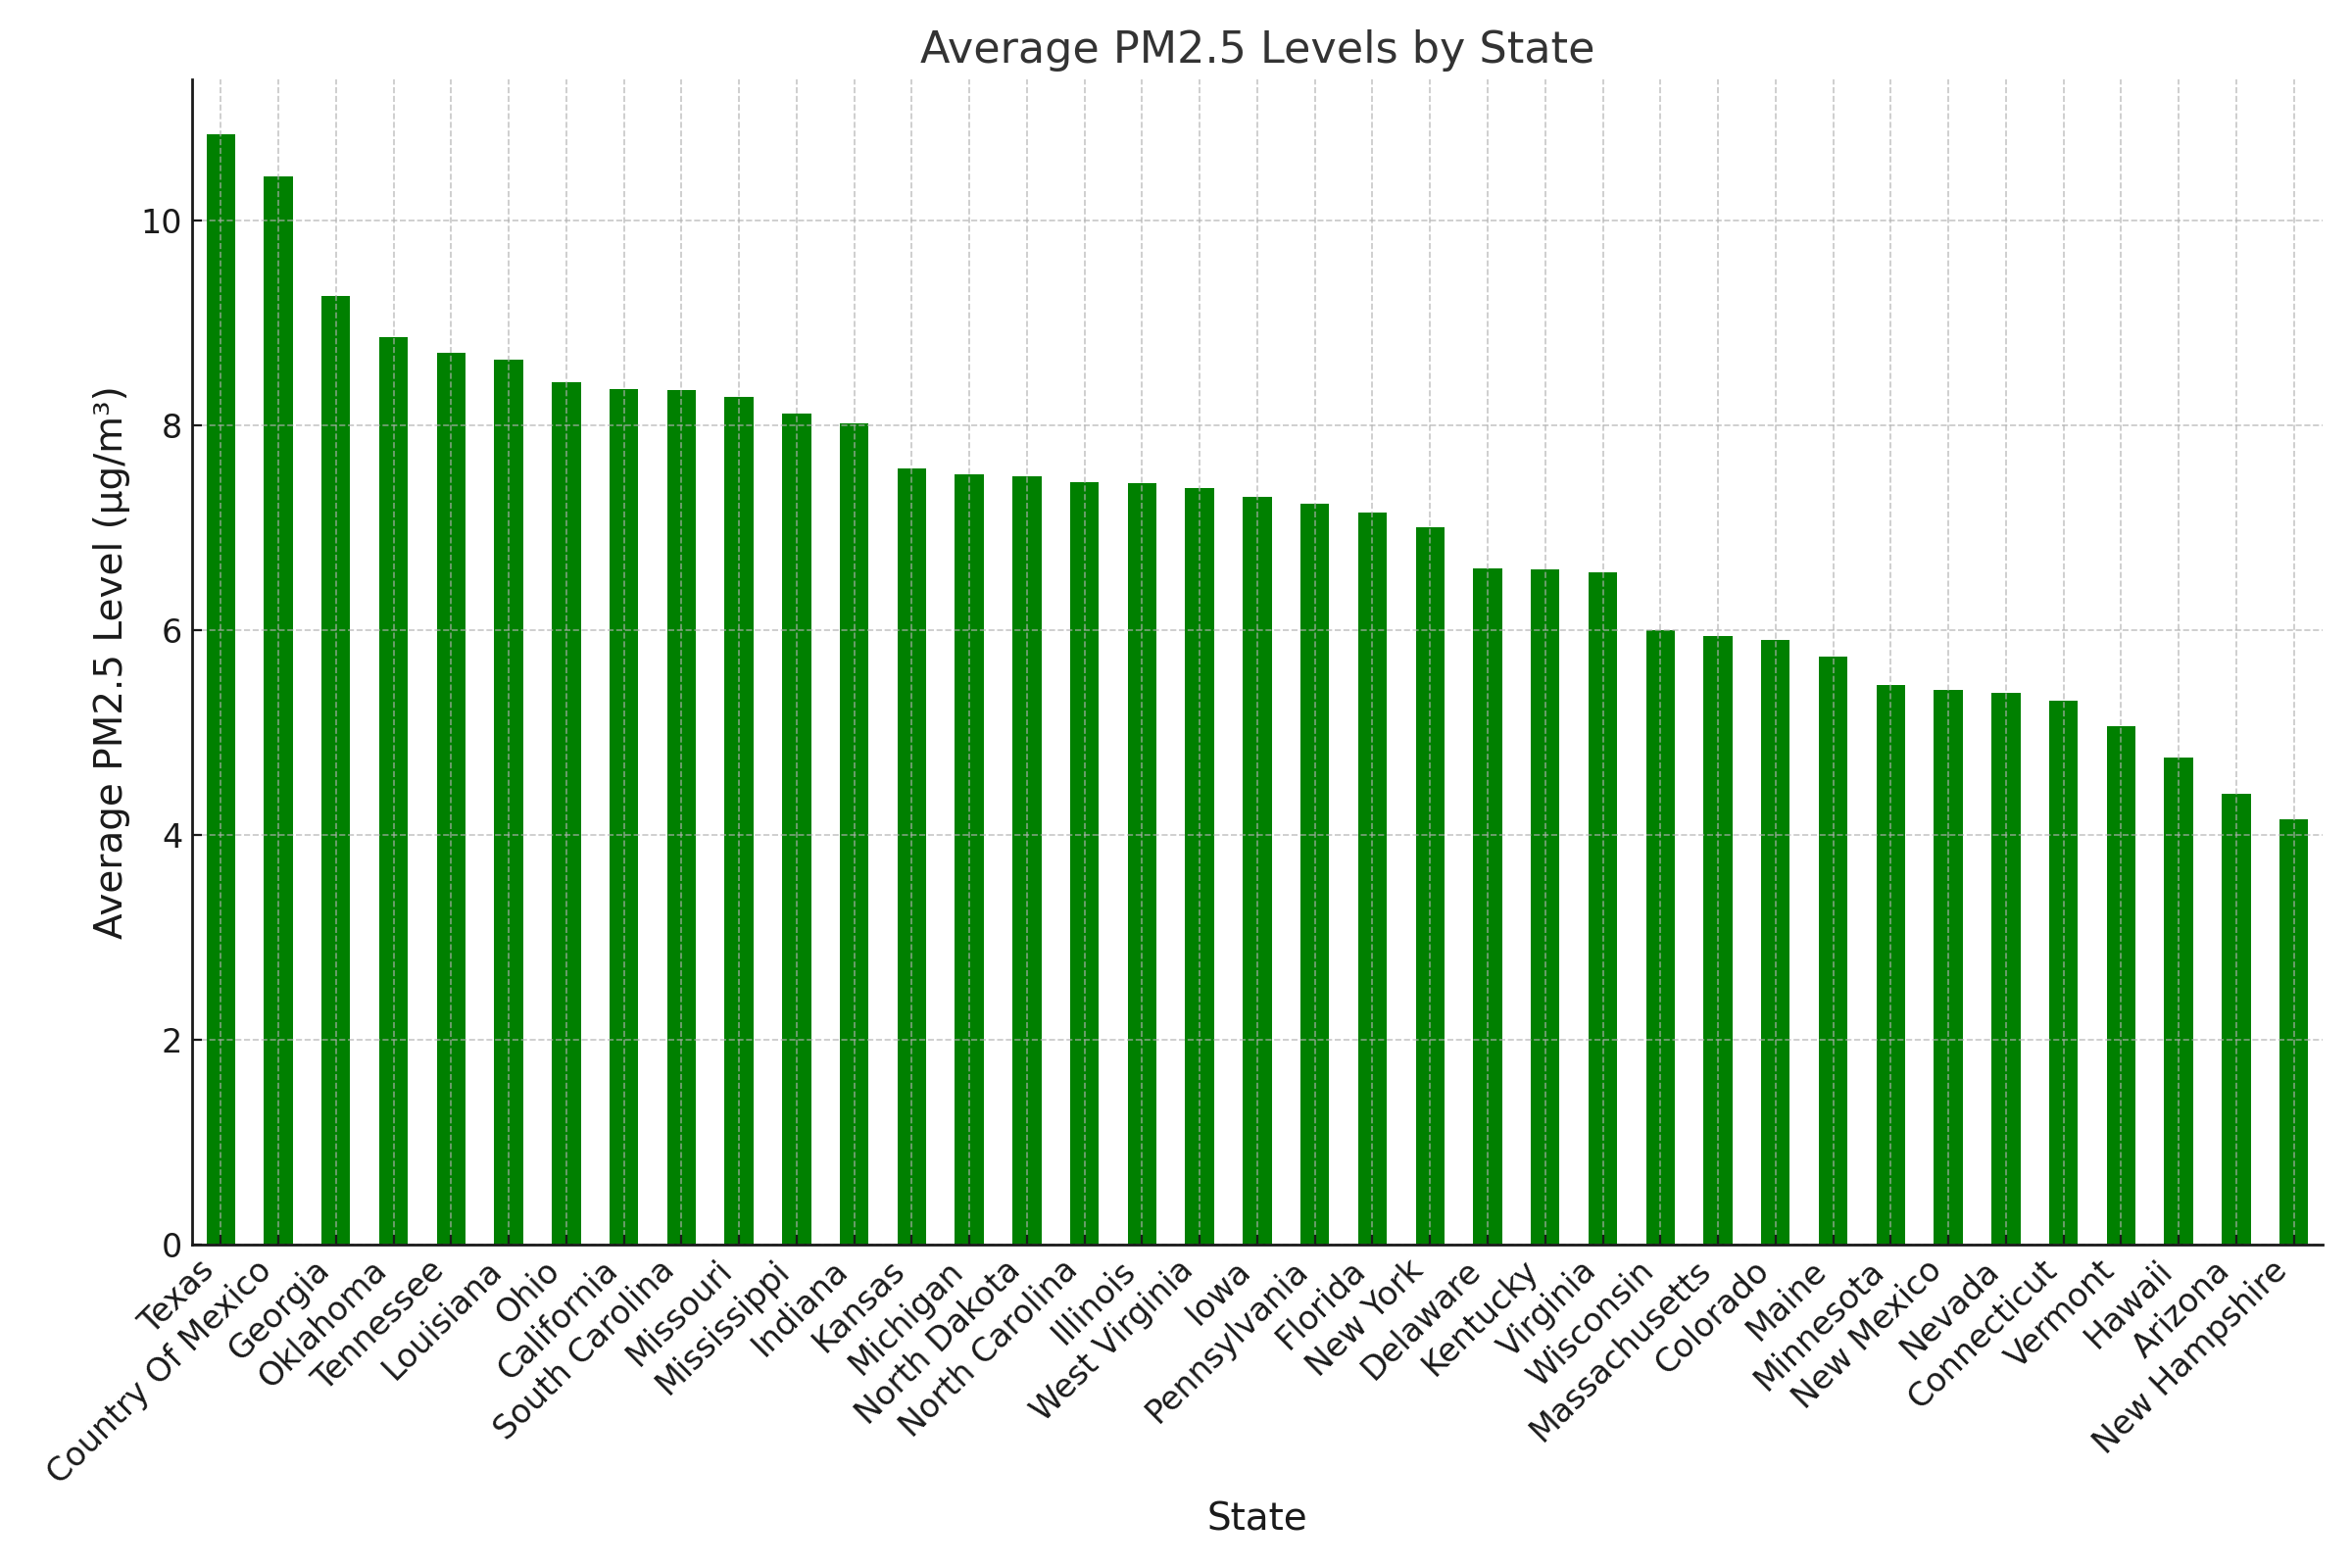 Average PM2.5 Levels by State
Average PM2.5 Level (µg/m³)
10
8
6
4
2
0
Texas
Country Of Mexico
Georgia
Oklahoma
Tennessee
Louisiana
Ohio
California
South Carolina
Missouri
Mississippi
Indiana
Kansas
Michigan
North Dakota
North Carolina
Illinois
West Virginia
Iowa
Pennsylvania
Florida
New York
Delaware
Kentucky
Virginia
Wisconsin
Massachusetts
Colorado
Maine
Minnesota
New Mexico
Nevada
Connecticut
Vermont
Hawaii
Arizona
New Hampshire
State